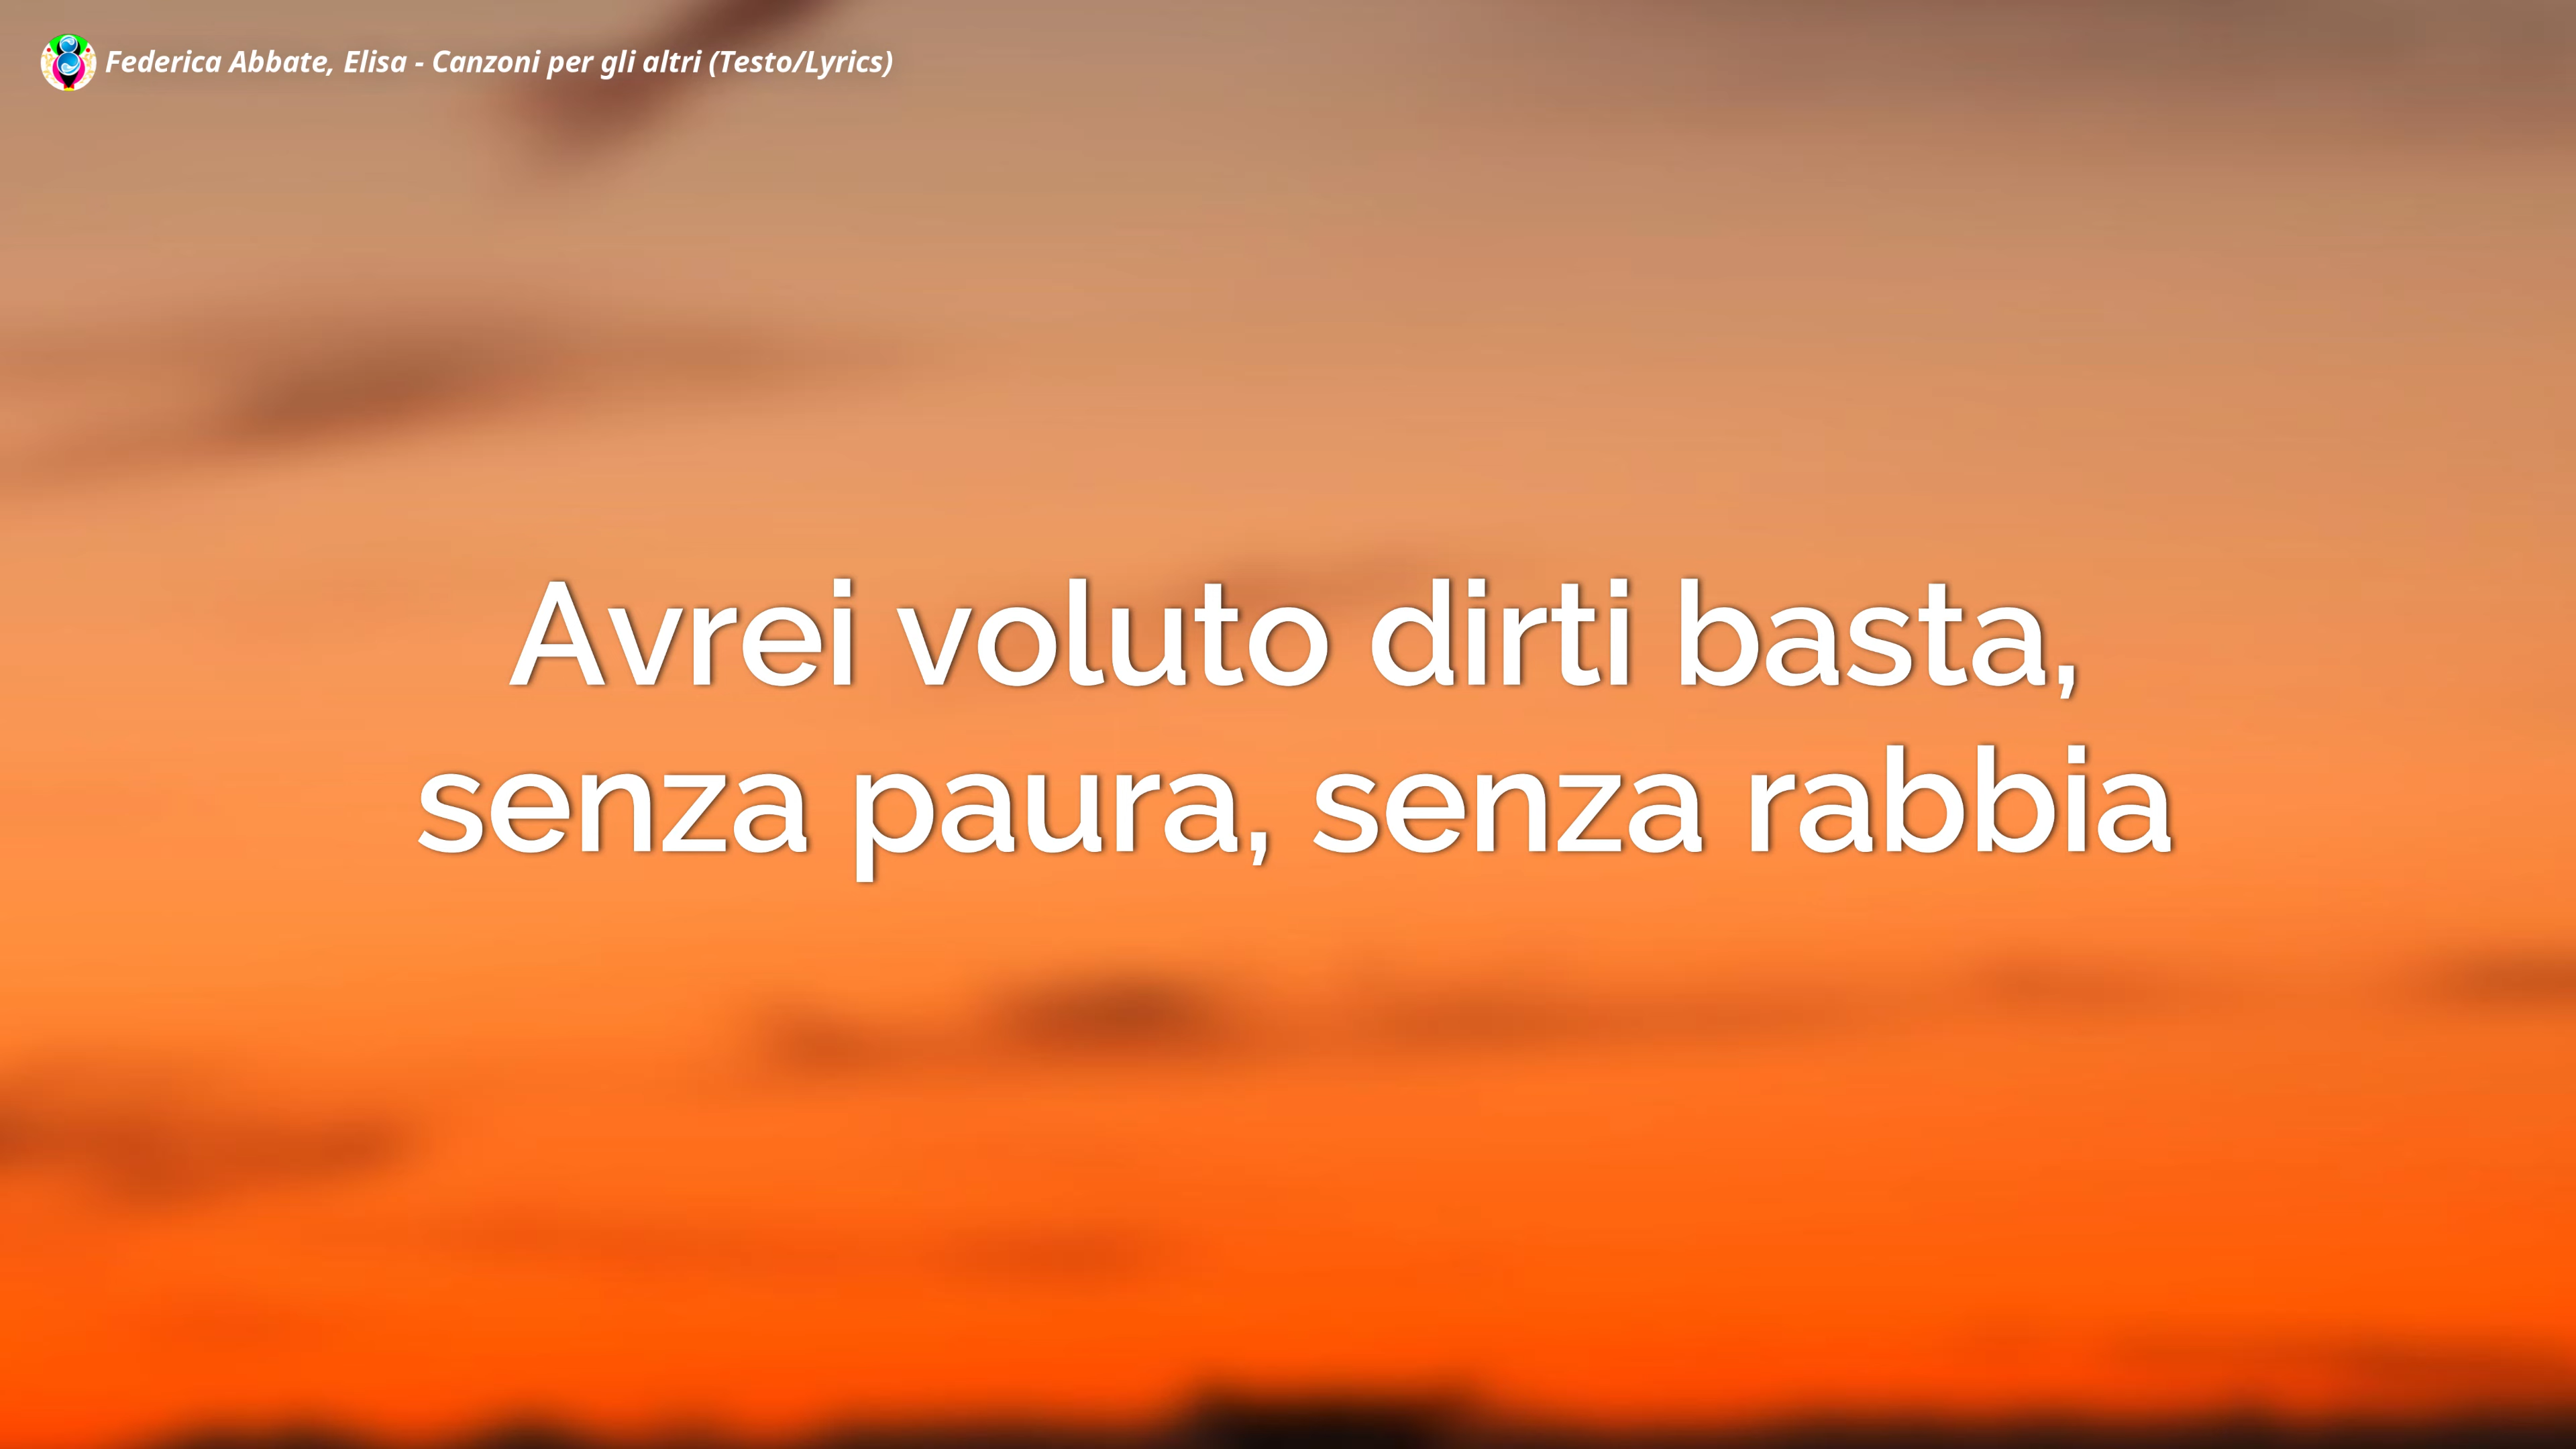 Federica Abbate, Elisa - Canzoni per gli altri (Testo/Lyrics)
Avrei voluto dirti basta,
senza paura, senza rabbia